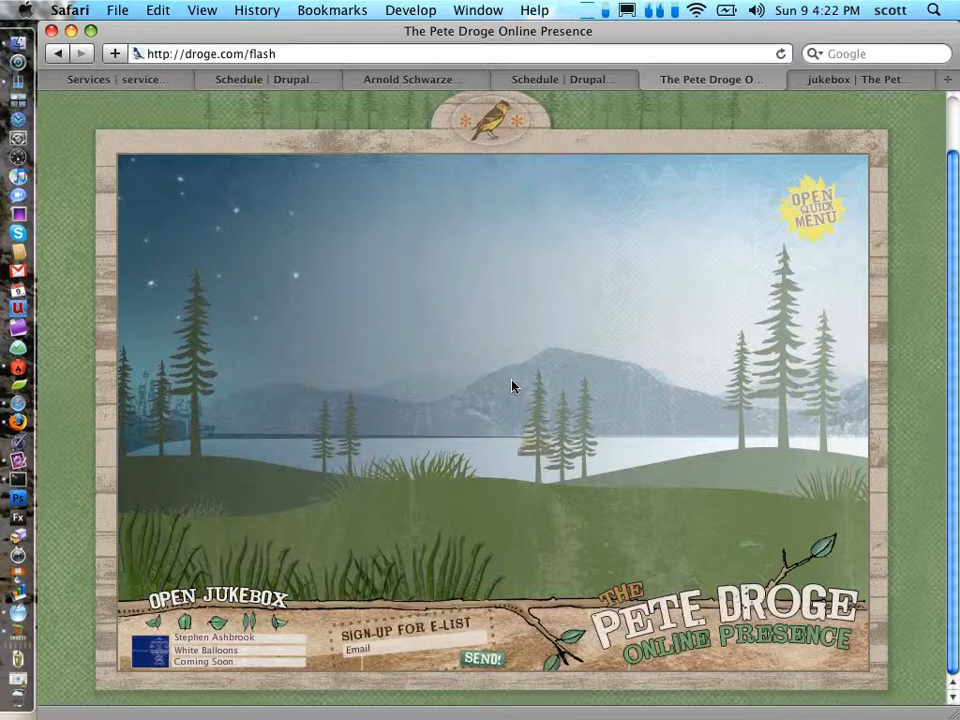 Safari File Edit View History Bookmarks Develop Window Help Sun 9 4:22 PM scott
The Pete Droge Online Presence
http://droge.com/flash Google
Services | service... Schedule | Drupal... Arnold Schwarze... Schedule | Drupal... The Pete Droge O... jukebox | The Pet...
OPEN
QUICK
MENU
OPEN JUKEBOX
Stephen Ashbrook
White Balloons
Coming Soon
SIGN-UP FOR E-LIST
Email
SEND!
THE
PETE DROGE
ONLINE PRESENCE